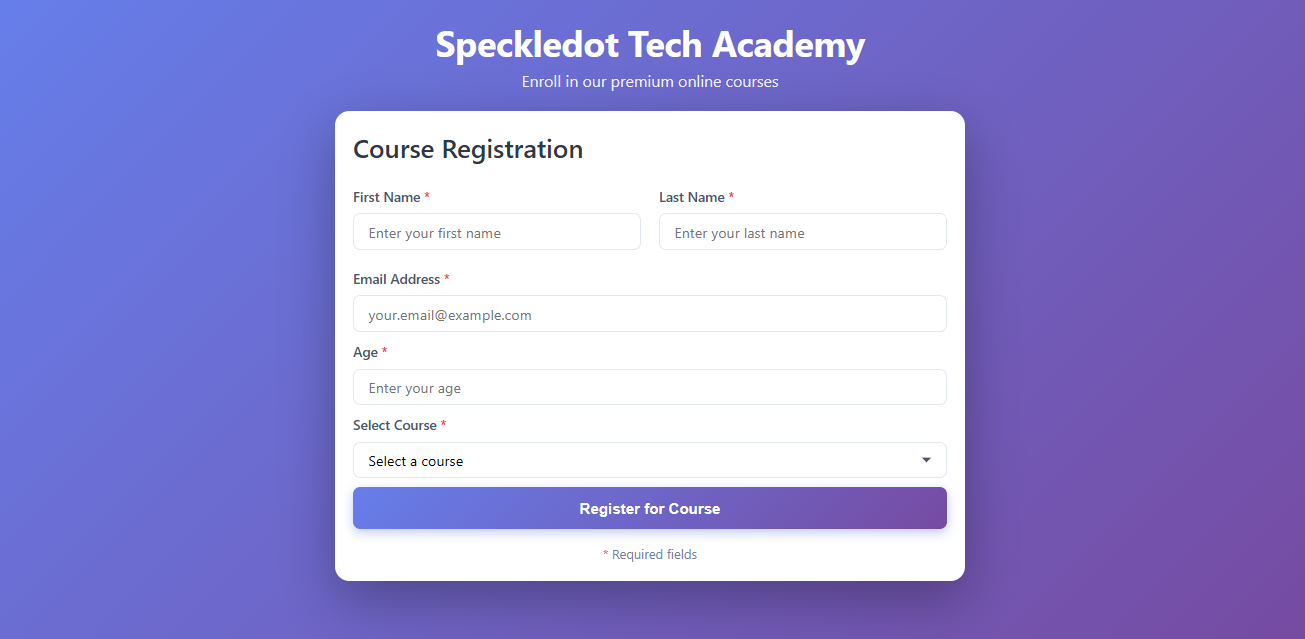 Speckledot Tech Academy
Enroll in our premium online courses
Course Registration
First Name * Last Name *
Enter your first name Enter your last name
Email Address *
your.email@example.com
Age *
Enter your age
Select Course *
Select a course
Register for Course
* Required fields